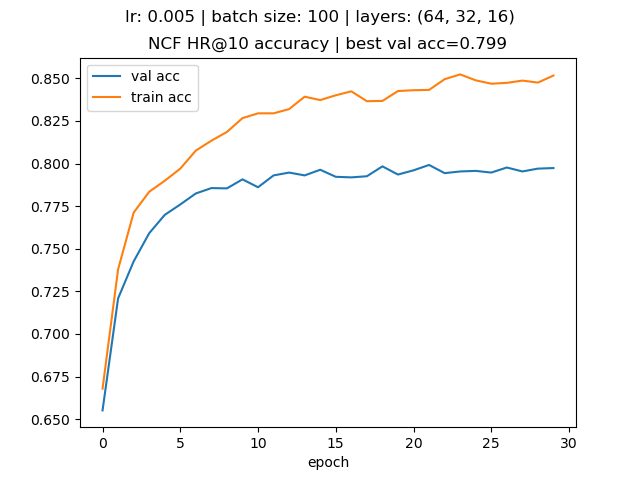 lr: 0.005 | batch size: 100 | layers: (64, 32, 16)
NCF HR@10 accuracy | best val acc=0.799
val acc
train acc
0.850
0.825
0.800
0.775
0.750
0.725
0.700
0.675
0.650
0 5 10 15 20 25 30
epoch